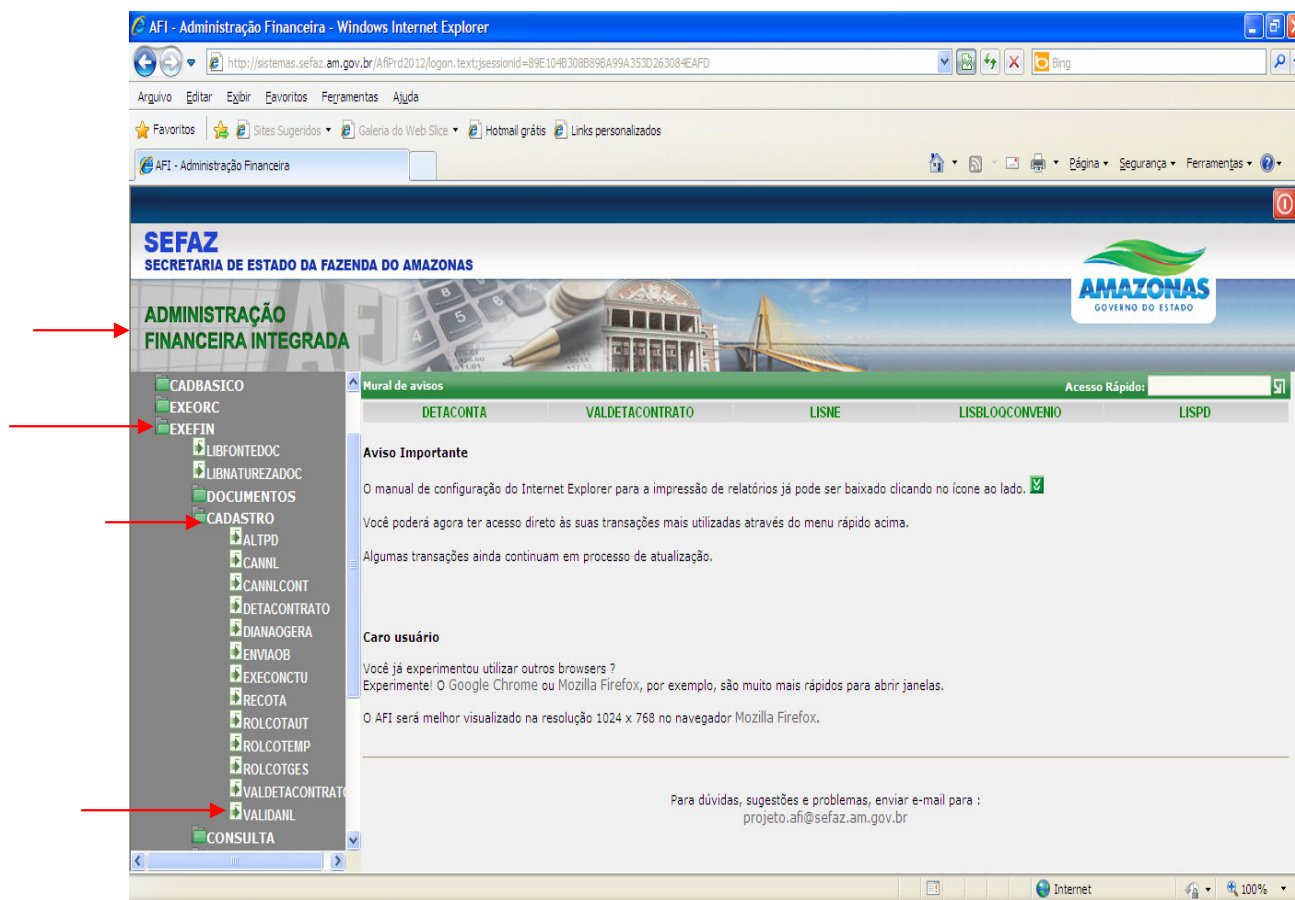 AFI - Administração Financeira - Windows Internet Explorer
http://sistemas.sefaz.am.gov.br/AfiPrd2012/logon.text;jsessionid=89E104B308B89BA99A353D263084EAFD
Bing
Arquivo Editar Exibir Favoritos Ferramentas Ajuda
Favoritos Sites Sugeridos Galeria do Web Slice Hotmail grátis Links personalizados
AFI - Administração Financeira
Página Segurança Ferramentas
SEFAZ
SECRETARIA DE ESTADO DA FAZENDA DO AMAZONAS
AMAZONAS
GOVERNO DO ESTADO
ADMINISTRAÇÃO
FINANCEIRA INTEGRADA
CADBASICO
EXEORC
EXEFIN
LIBFONTEDOC
LIBNATUREZADOC
DOCUMENTOS
CADASTRO
ALTPD
CANNL
CANNLCONT
DETACONTRATO
DIANAOGERA
ENVIAOB
EXECONCTU
RECOTA
ROLCOTAUT
ROLCOTEMP
ROLCOTGES
VALDETACONTRATO
VALIDANL
CONSULTA
Mural de avisos
Acesso Rápido:
DETACONTA VALDETACONTRATO LISNE LISBLOQCONVENIO LISPD
Aviso Importante
O manual de configuração do Internet Explorer para a impressão de relatórios já pode ser baixado clicando no ícone ao lado.
Você poderá agora ter acesso direto às suas transações mais utilizadas através do menu rápido acima.
Algumas transações ainda continuam em processo de atualização.
Caro usuário
Você já experimentou utilizar outros browsers ?
Experimente! O Google Chrome ou Mozilla Firefox, por exemplo, são muito mais rápidos para abrir janelas.
O AFI será melhor visualizado na resolução 1024 x 768 no navegador Mozilla Firefox.
Para dúvidas, sugestões e problemas, enviar e-mail para :
projeto.afi@sefaz.am.gov.br
Internet
100%